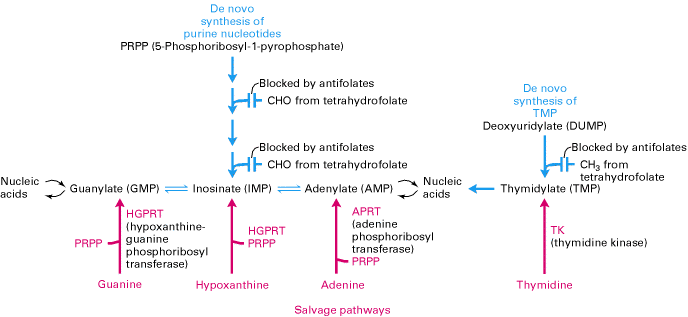 De novo
synthesis of
purine nucleotides
PRPP (5-Phosphoribosyl-1-pyrophosphate)
Blocked by antifolates
CHO from tetrahydrofolate
Blocked by antifolates
CHO from tetrahydrofolate
De novo
synthesis of
TMP
Deoxyuridylate (DUMP)
Blocked by antifolates
CH3 from
tetrahydrofolate
Nucleic
acids
Guanylate (GMP)
Inosinate (IMP)
Adenylate (AMP)
Nucleic
acids
Thymidylate (TMP)
HGPRT
(hypoxanthine-
guanine
phosphoribosyl
transferase)
PRPP
HGPRT
PRPP
APRT
(adenine
phosphoribosyl
transferase)
PRPP
TK
(thymidine kinase)
Guanine
Hypoxanthine
Adenine
Thymidine
Salvage pathways